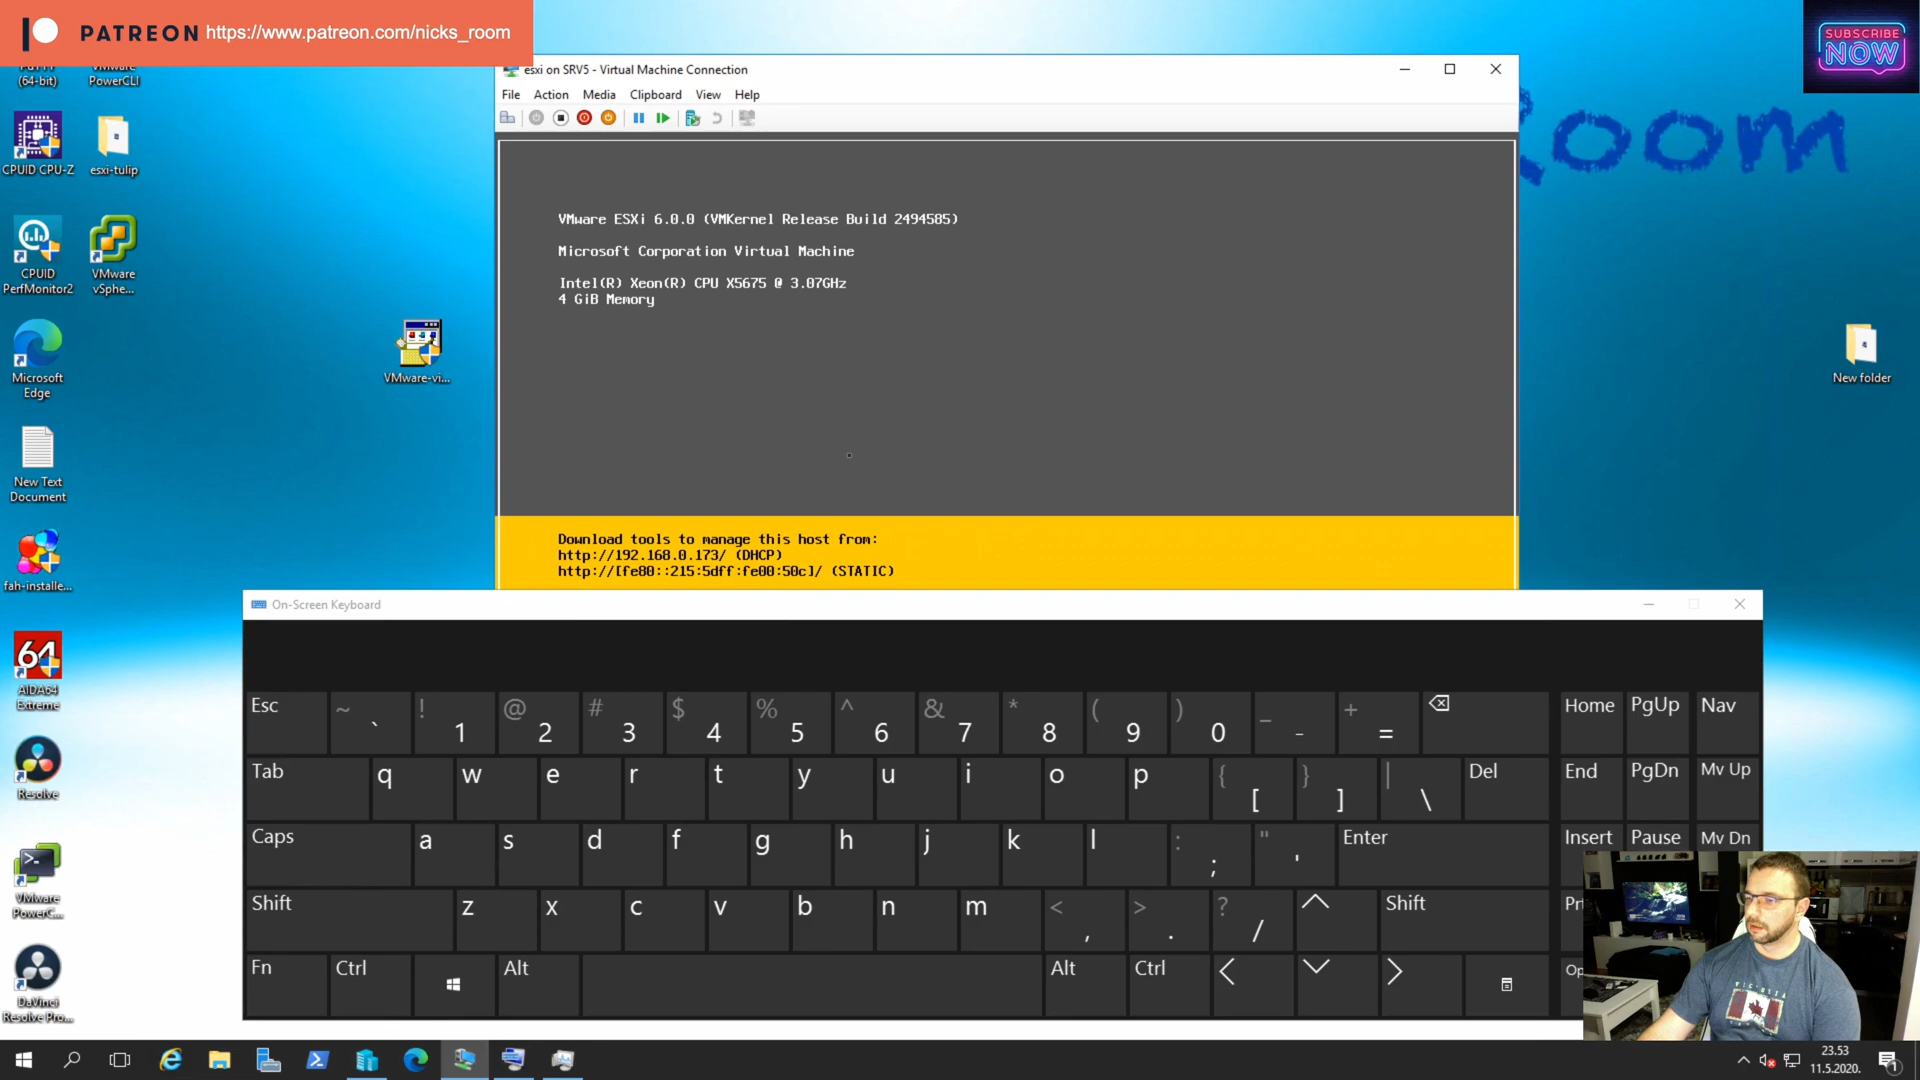 PATREON https://www.patreon.com/nicks_room
SUBSCRIBE
NOW
(64-bit)
PowerCLI
CPUID CPU-Z
esxi-tulip
CPUID
PerfMonitor2
VMware
vSphe...
Microsoft
Edge
VMware-vi...
New Text
Document
fah-installe...
64
AIDA64
Extreme
Resolve
VMware
PowerC...
DaVinci
Resolve Pro...
Room
New folder
esxi on SRV5 - Virtual Machine Connection
File Action Media Clipboard View Help
VMware ESXi 6.0.0 (VMKernel Release Build 2494585)
Microsoft Corporation Virtual Machine
Intel(R) Xeon(R) CPU X5675 @ 3.07GHz
4 GiB Memory
Download tools to manage this host from:
http://192.168.0.173/ (DHCP)
http://[fe80::215:5dff:fe00:50c]/ (STATIC)
On-Screen Keyboard
Esc ~ ` ! 1 @ 2 # 3 $ 4 % 5 ^ 6 & 7 * 8 ( 9 ) 0 _ - + = Home PgUp Nav
Tab q w e r t y u i o p { [ } ] | \ Del End PgDn Mv Up
Caps a s d f g h j k l : ; " ' Enter Insert Pause Mv Dn
Shift z x c v b n m < , > . ? / Shift
Fn Ctrl Alt Alt Ctrl
23.53
11.5.2020.
1